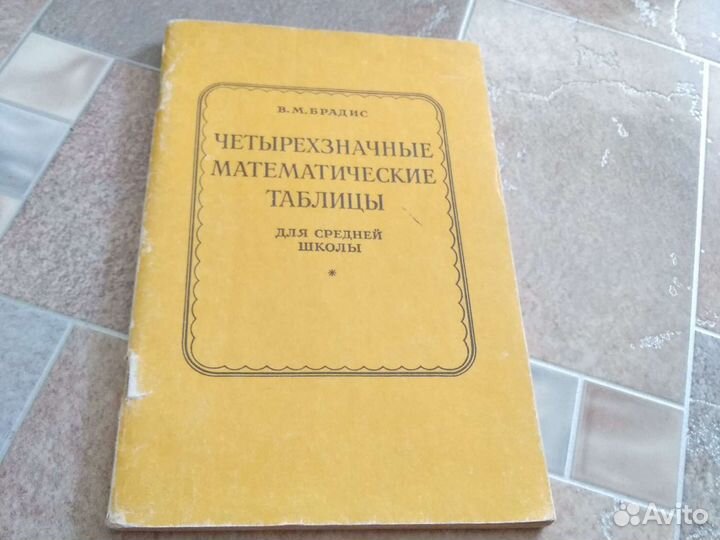 В. М. БРАДИС
ЧЕТЫРЕХЗНАЧНЫЕ
МАТЕМАТИЧЕСКИЕ
ТАБЛИЦЫ
ДЛЯ СРЕДНЕЙ
ШКОЛЫ
*
Avito